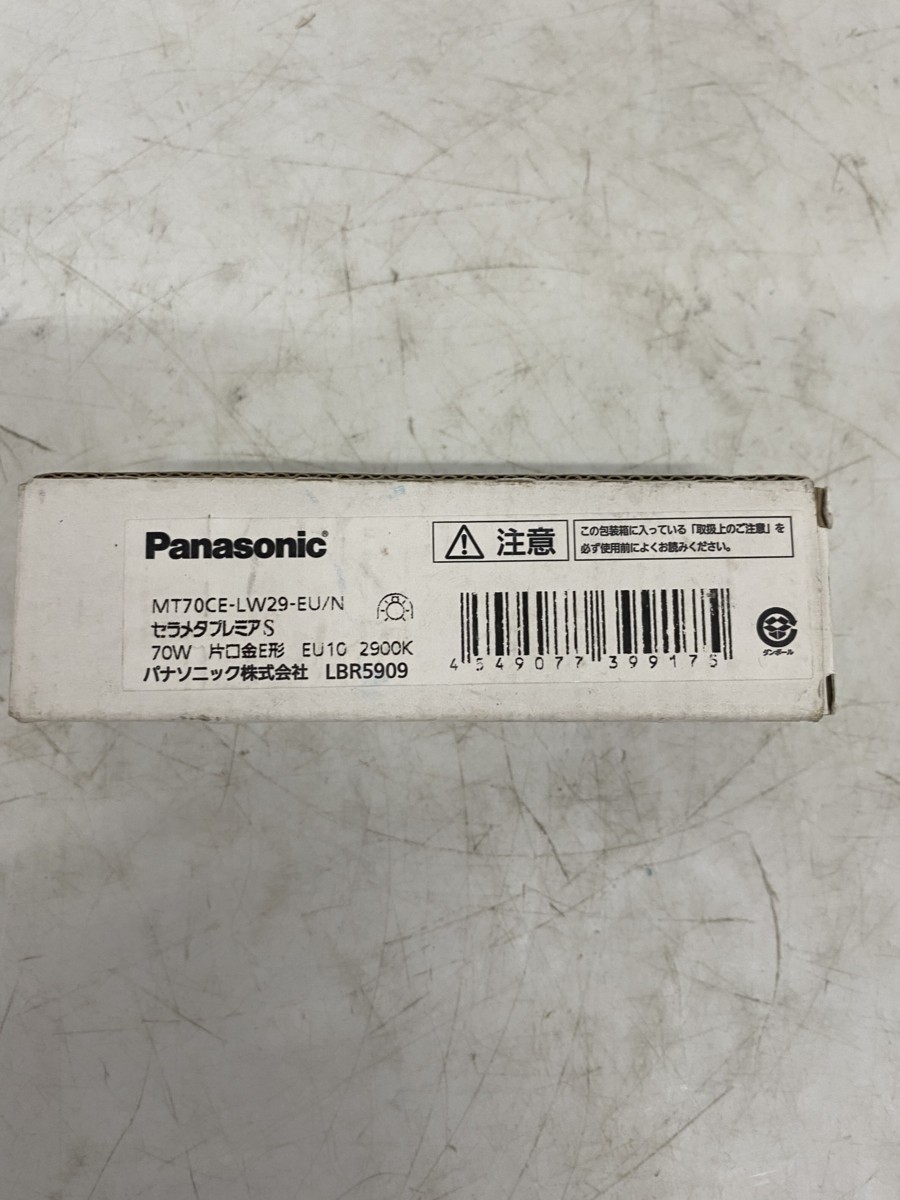 Panasonic®
MT70CE-LW29-EU/N
セラメタプレミアS
70W 片口金E形 EU10 2900K
パナソニック株式会社 LBR5909
注意
この包装箱に入っている「取扱上のご注意」を
必ず使用前によくお読みください。
4 549077 399175
ダンボール